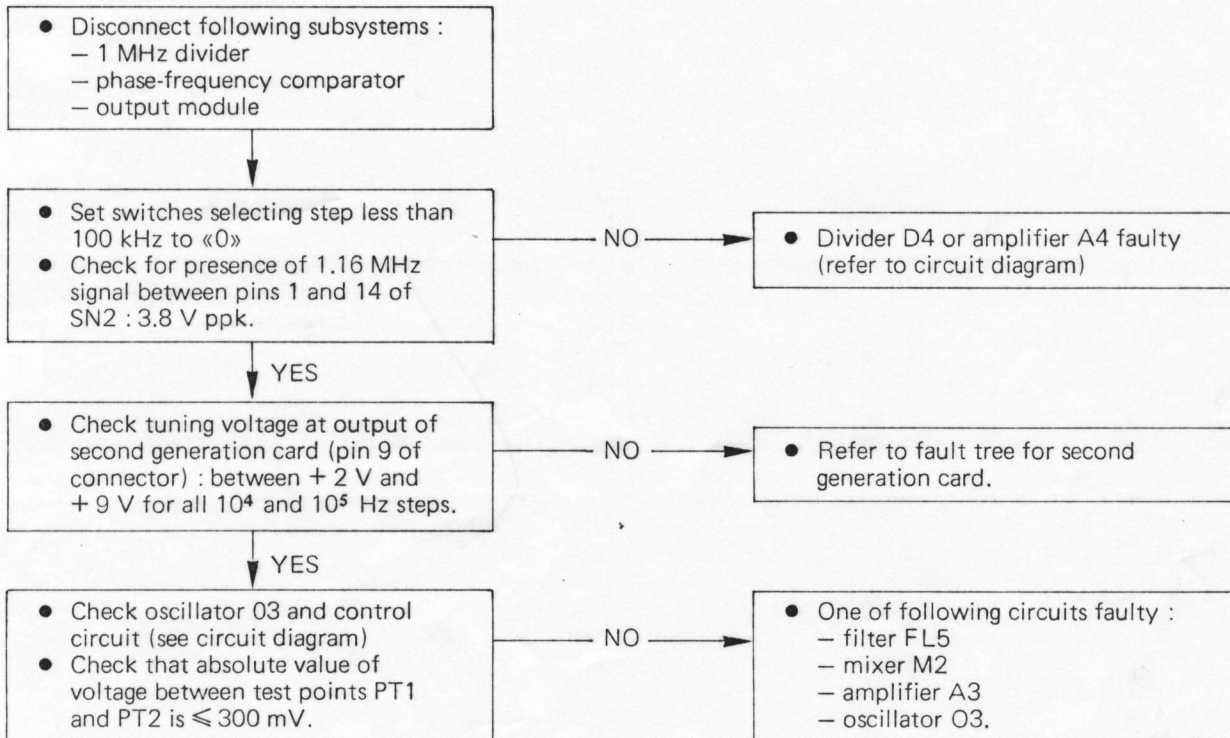 ● Disconnect following subsystems :
– 1 MHz divider
– phase-frequency comparator
– output module
● Set switches selecting step less than
100 kHz to «0»
● Check for presence of 1.16 MHz
signal between pins 1 and 14 of
SN2 : 3.8 V ppk.
NO
● Divider D4 or amplifier A4 faulty
(refer to circuit diagram)
YES
● Check tuning voltage at output of
second generation card (pin 9 of
connector) : between + 2 V and
+ 9 V for all 10⁴ and 10⁵ Hz steps.
NO
● Refer to fault tree for second
generation card.
YES
● Check oscillator 03 and control
circuit (see circuit diagram)
● Check that absolute value of
voltage between test points PT1
and PT2 is ⩽ 300 mV.
NO
● One of following circuits faulty :
– filter FL5
– mixer M2
– amplifier A3
– oscillator O3.